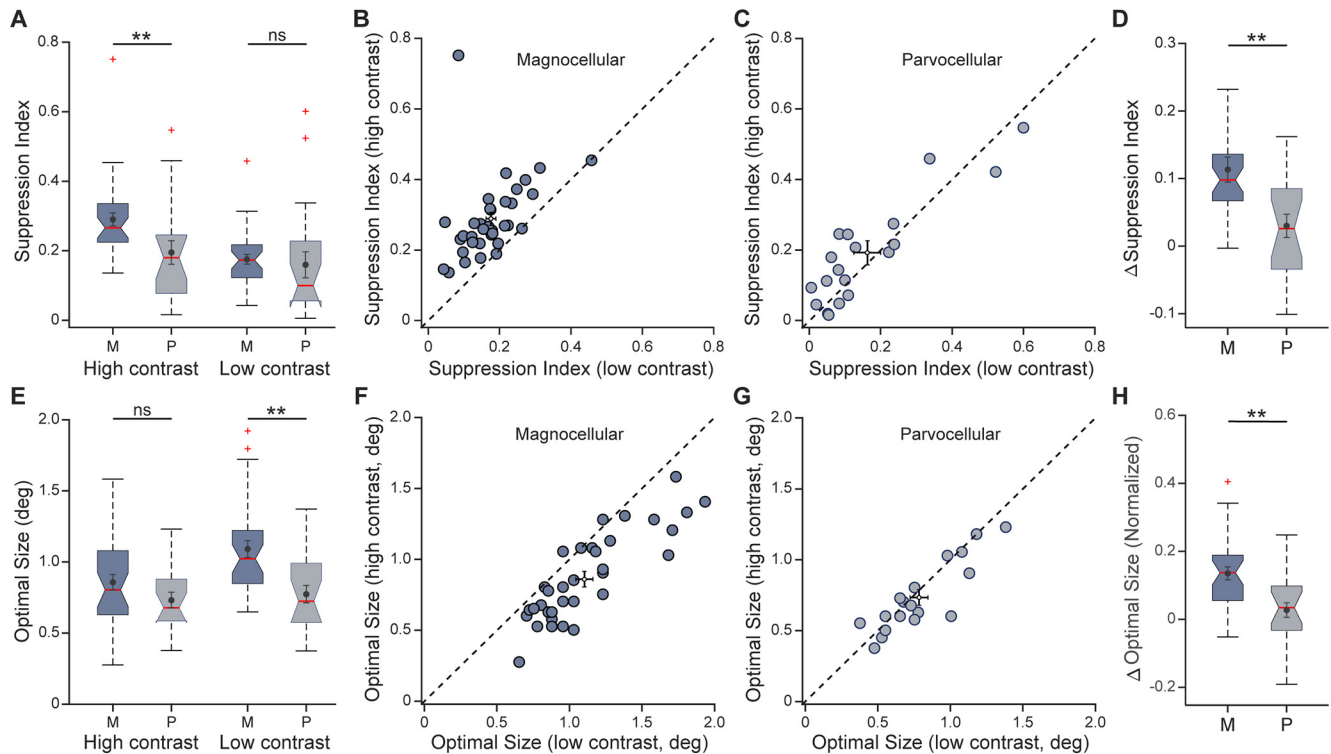 A
Suppression Index
0.8
0.6
0.4
0.2
0
**
ns
M P M P
High contrast Low contrast
B
Suppression Index (high contrast)
0.8
0.6
0.4
0.2
0
Magnocellular
0 0.2 0.4 0.6 0.8
Suppression Index (low contrast)
C
Suppression Index (high contrast)
0.8
0.6
0.4
0.2
0
Parvocellular
0 0.2 0.4 0.6 0.8
Suppression Index (low contrast)
D
ΔSuppression Index
0.3
0.2
0.1
0
-0.1
**
M P
E
Optimal Size (deg)
2.0
1.5
1.0
0.5
0
ns
**
M P M P
High contrast Low contrast
F
Optimal Size (high contrast, deg)
2.0
1.5
1.0
0.5
0
Magnocellular
0 0.5 1.0 1.5 2.0
Optimal Size (low contrast, deg)
G
Optimal Size (high contrast, deg)
2.0
1.5
1.0
0.5
0
Parvocellular
0 0.5 1.0 1.5 2.0
Optimal Size (low contrast, deg)
H
Δ Optimal Size (Normalized)
0.6
0.4
0.2
0
-0.2
**
M P